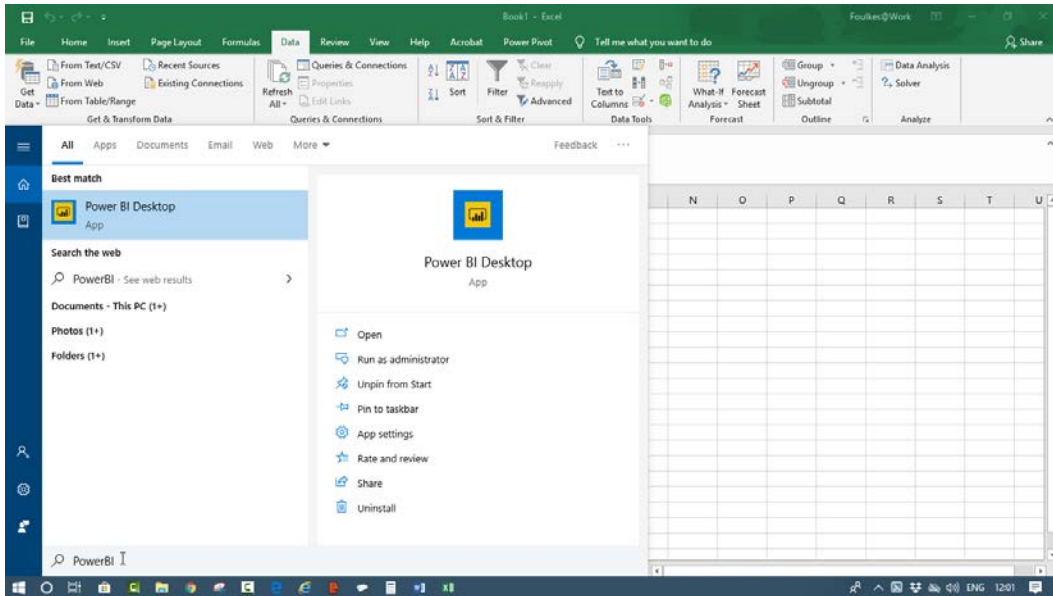 Book1 - Excel
Foulkes@Work
File Home Insert Page Layout Formulas Data Review View Help Acrobat Power Pivot Tell me what you want to do Share
Get Data
From Text/CSV
From Web
From Table/Range
Recent Sources
Existing Connections
Get & Transform Data
Refresh All
Queries & Connections
Properties
Edit Links
Queries & Connections
Sort
Filter
Clear
Reapply
Advanced
Sort & Filter
Text to Columns
Data Tools
What-If Analysis
Forecast Sheet
Forecast
Group
Ungroup
Subtotal
Outline
Data Analysis
Solver
Analyze
All Apps Documents Email Web More Feedback ...
Best match
Power BI Desktop
App
Search the web
PowerBI - See web results
Documents - This PC (1+)
Photos (1+)
Folders (1+)
Power BI Desktop
App
Open
Run as administrator
Unpin from Start
Pin to taskbar
App settings
Rate and review
Share
Uninstall
N O P Q R S T U
PowerBI
ENG 12:01